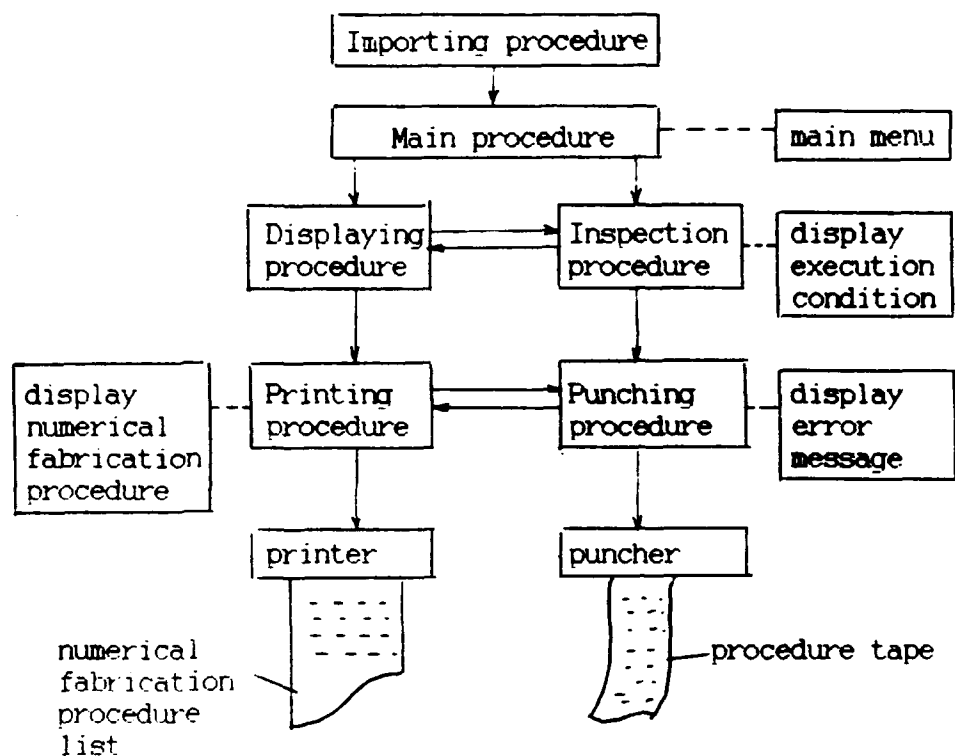 Importing procedure
Main procedure
main menu
Displaying
procedure
Inspection
procedure
display
execution
condition
display
numerical
fabrication
procedure
Printing
procedure
Punching
procedure
display
error
message
printer
puncher
numerical
fabrication
procedure
list
procedure tape